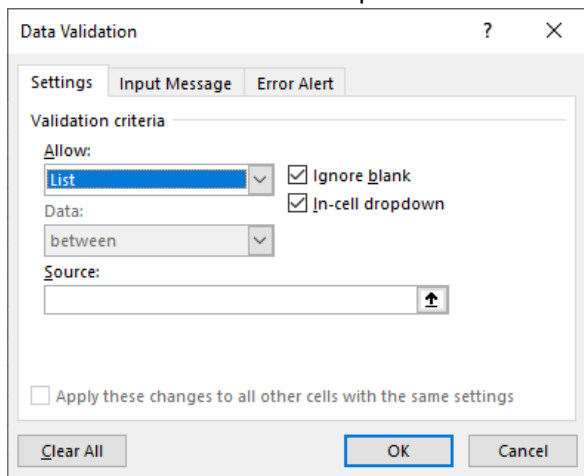 Data Validation ?
Settings Input Message Error Alert
Validation criteria
Allow:
List
Ignore blank
Data:
In-cell dropdown
between
Source:
Apply these changes to all other cells with the same settings
Clear All OK Cancel